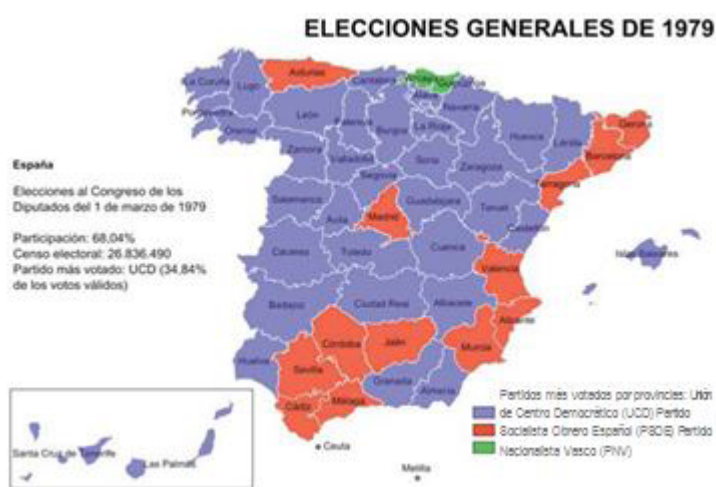 ELECCIONES GENERALES DE 1979
España
Elecciones al Congreso de los
Diputados del 1 de marzo de 1979
Participación: 68,04%
Censo electoral: 26.836.490
Partido más votado: UCD (34,84%
de los votos válidos)
Asturias
Cantabria
La Coruña
Lugo
Pontevedra
Orense
León
Palencia
Burgos
Álava
Navarra
La Rioja
Huesca
Lérida
Gerona
Barcelona
Tarragona
Zamora
Valladolid
Soria
Zaragoza
Segovia
Salamanca
Ávila
Madrid
Guadalajara
Teruel
Castellón
Cáceres
Toledo
Cuenca
Valencia
Islas Baleares
Badajoz
Ciudad Real
Albacete
Alicante
Murcia
Huelva
Sevilla
Córdoba
Jaén
Granada
Almería
Cádiz
Málaga
Ceuta
Melilla
Santa Cruz de Tenerife
Las Palmas
Partidos más votados por provincias: Unión
de Centro Democrático (UCD) Partido
Socialista Obrero Español (PSOE) Partido
Nacionalista Vasco (PNV)